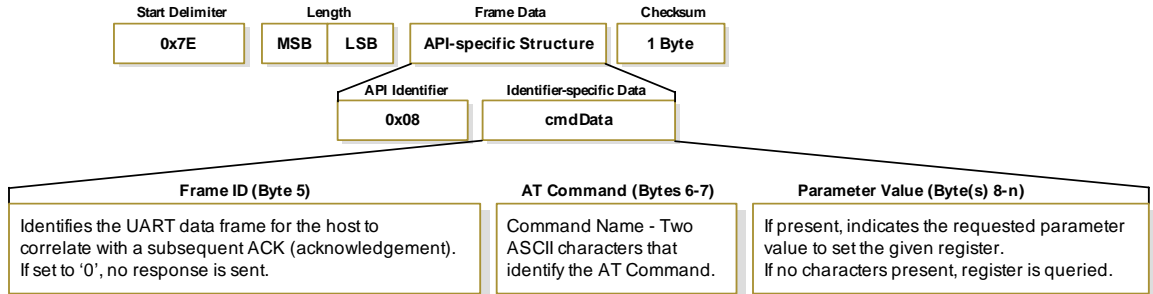 Start Delimiter Length Frame Data Checksum
0x7E MSB LSB API-specific Structure 1 Byte
API Identifier Identifier-specific Data
0x08 cmdData
Frame ID (Byte 5) AT Command (Bytes 6-7) Parameter Value (Byte(s) 8-n)
Identifies the UART data frame for the host to
correlate with a subsequent ACK (acknowledgement).
If set to ‘0’, no response is sent.
Command Name - Two
ASCII characters that
identify the AT Command.
If present, indicates the requested parameter
value to set the given register.
If no characters present, register is queried.